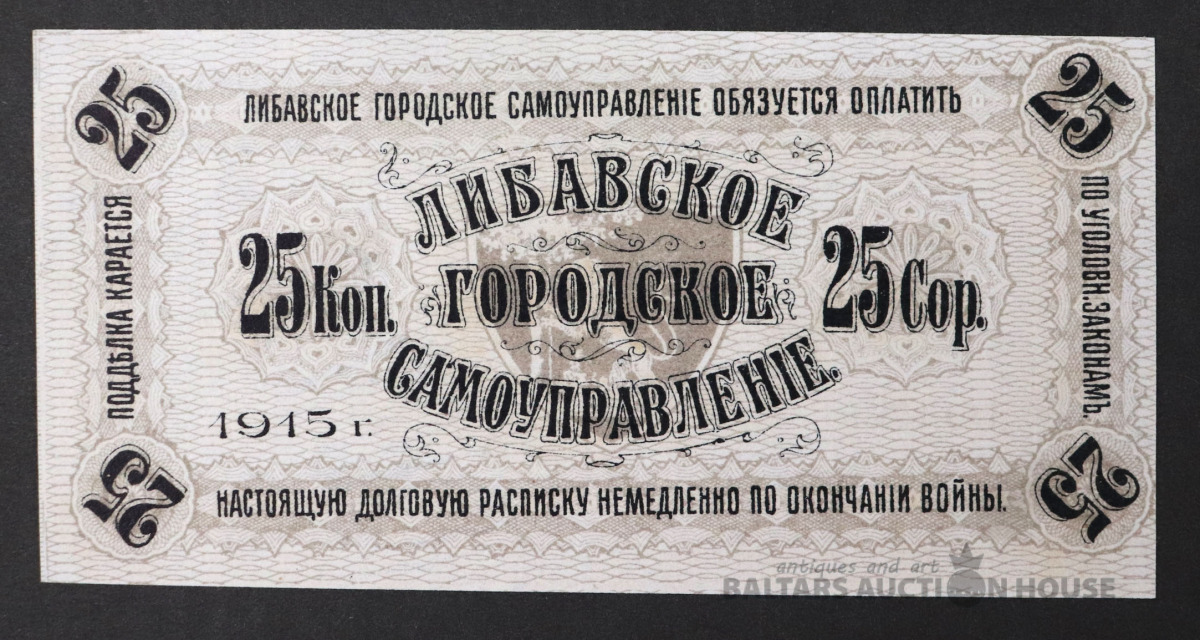 25
25
ЛИБАВСКОЕ ГОРОДСКОЕ САМОУПРАВЛЕНІЕ ОБЯЗУЕТСЯ ОПЛАТИТЬ
ПОДДѢЛКА КАРАЕТСЯ
ПО УГОЛОВН. ЗАКОНАМЪ.
ЛИБАВСКОЕ
25 Коп.
ГОРОДСКОЕ
25 Сор.
САМОУПРАВЛЕНІЕ.
1915 г.
25
25
НАСТОЯЩУЮ ДОЛГОВУЮ РАСПИСКУ НЕМЕДЛЕННО ПО ОКОНЧАНІИ ВОЙНЫ.
antiques and art
BALTARS AUCTION HOUSE